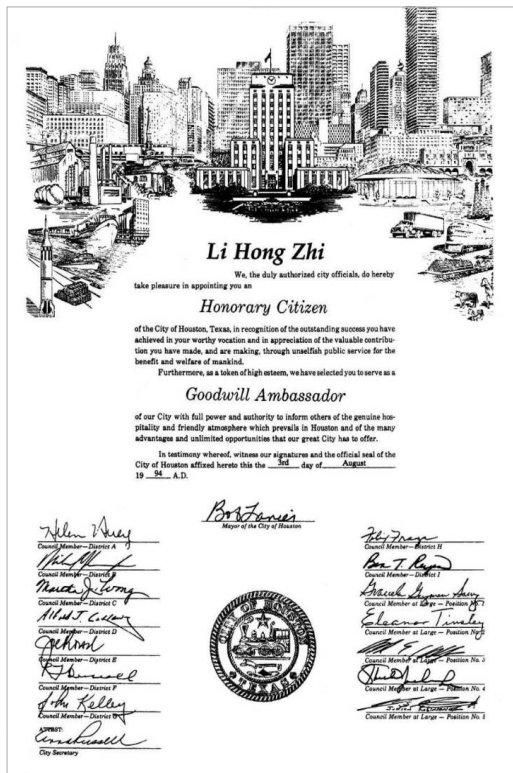 Li Hong Zhi
We, the duly authorized city officials, do hereby
take pleasure in appointing you an
Honorary Citizen
of the City of Houston, Texas, in recognition of the outstanding success you have
achieved in your worthy vocation and in appreciation of the valuable contribu-
tion you have made, and are making, through unselfish public service for the
benefit and welfare of mankind.
Furthermore, as a token of high esteem, we have selected you to serve as a
Goodwill Ambassador
of our City with full power and authority to inform others of the genuine hos-
pitality and friendly atmosphere which prevails in Houston and of the many
advantages and unlimited opportunities that our great City has to offer.
In testimony whereof, witness our signatures and the official seal of the
City of Houston affixed hereto this the 3rd day of August
19 94 A.D.
Bob Lanier
Mayor of the City of Houston
Helen Huey
Council Member — District A
Council Member — District B
Council Member — District C
Council Member — District D
Council Member — District E
Council Member — District F
John Kelley
Council Member — District G
ATTEST:
City Secretary
CITY OF HOUSTON
TEXAS
Council Member — District H
Council Member — District I
Council Member at Large — Position No. 1
Eleanor Tinsley
Council Member at Large — Position No. 2
Council Member at Large — Position No. 3
Council Member at Large — Position No. 4
Council Member at Large — Position No. 5